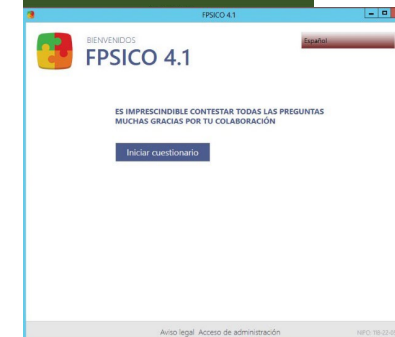 FPSICO 4.1
BIENVENIDOS
FPSICO 4.1
Español
ES IMPRESCINDIBLE CONTESTAR TODAS LAS PREGUNTAS
MUCHAS GRACIAS POR TU COLABORACIÓN
Iniciar cuestionario
Aviso legal Acceso de administración